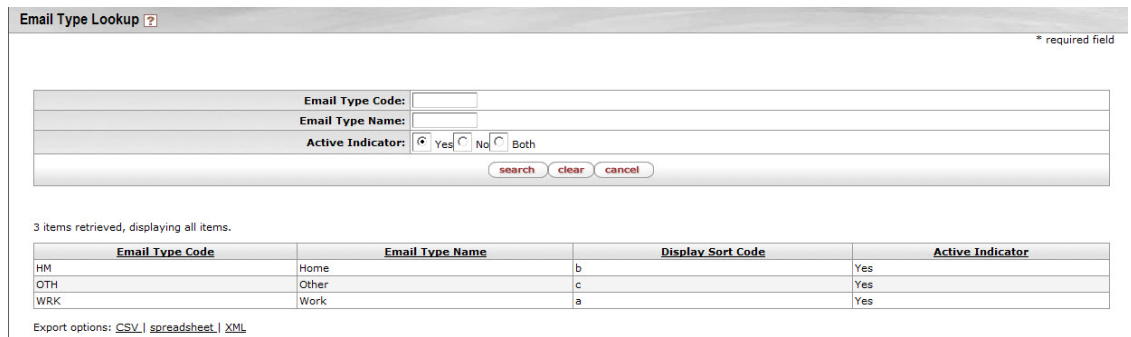 Email Type Lookup ?
* required field
Email Type Code:
Email Type Name:
Active Indicator: Yes No Both
search clear cancel
3 items retrieved, displaying all items.
Email Type Code Email Type Name Display Sort Code Active Indicator
HM Home b Yes
OTH Other c Yes
WRK Work a Yes
Export options: CSV | spreadsheet | XML